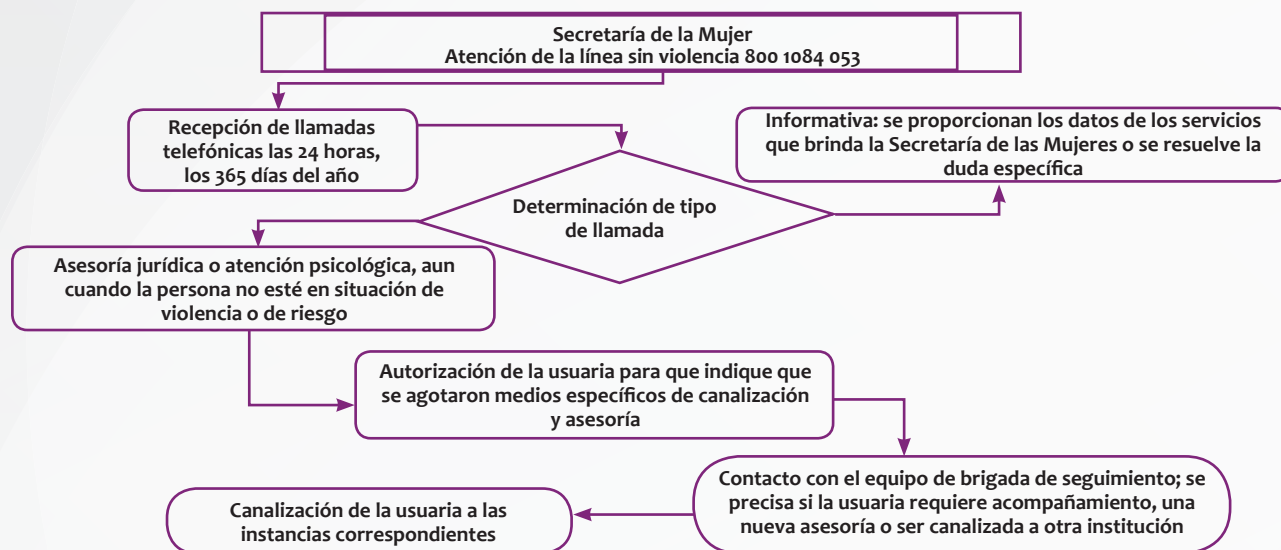 Secretaría de la Mujer
Atención de la línea sin violencia 800 1084 053
Recepción de llamadas
telefónicas las 24 horas,
los 365 días del año
Informativa: se proporcionan los datos de los servicios
que brinda la Secretaría de las Mujeres o se resuelve la
duda específica
Determinación de tipo
de llamada
Asesoría jurídica o atención psicológica, aun
cuando la persona no esté en situación de
violencia o de riesgo
Autorización de la usuaria para que indique que
se agotaron medios específicos de canalización
y asesoría
Contacto con el equipo de brigada de seguimiento; se
precisa si la usuaria requiere acompañamiento, una
nueva asesoría o ser canalizada a otra institución
Canalización de la usuaria a las
instancias correspondientes